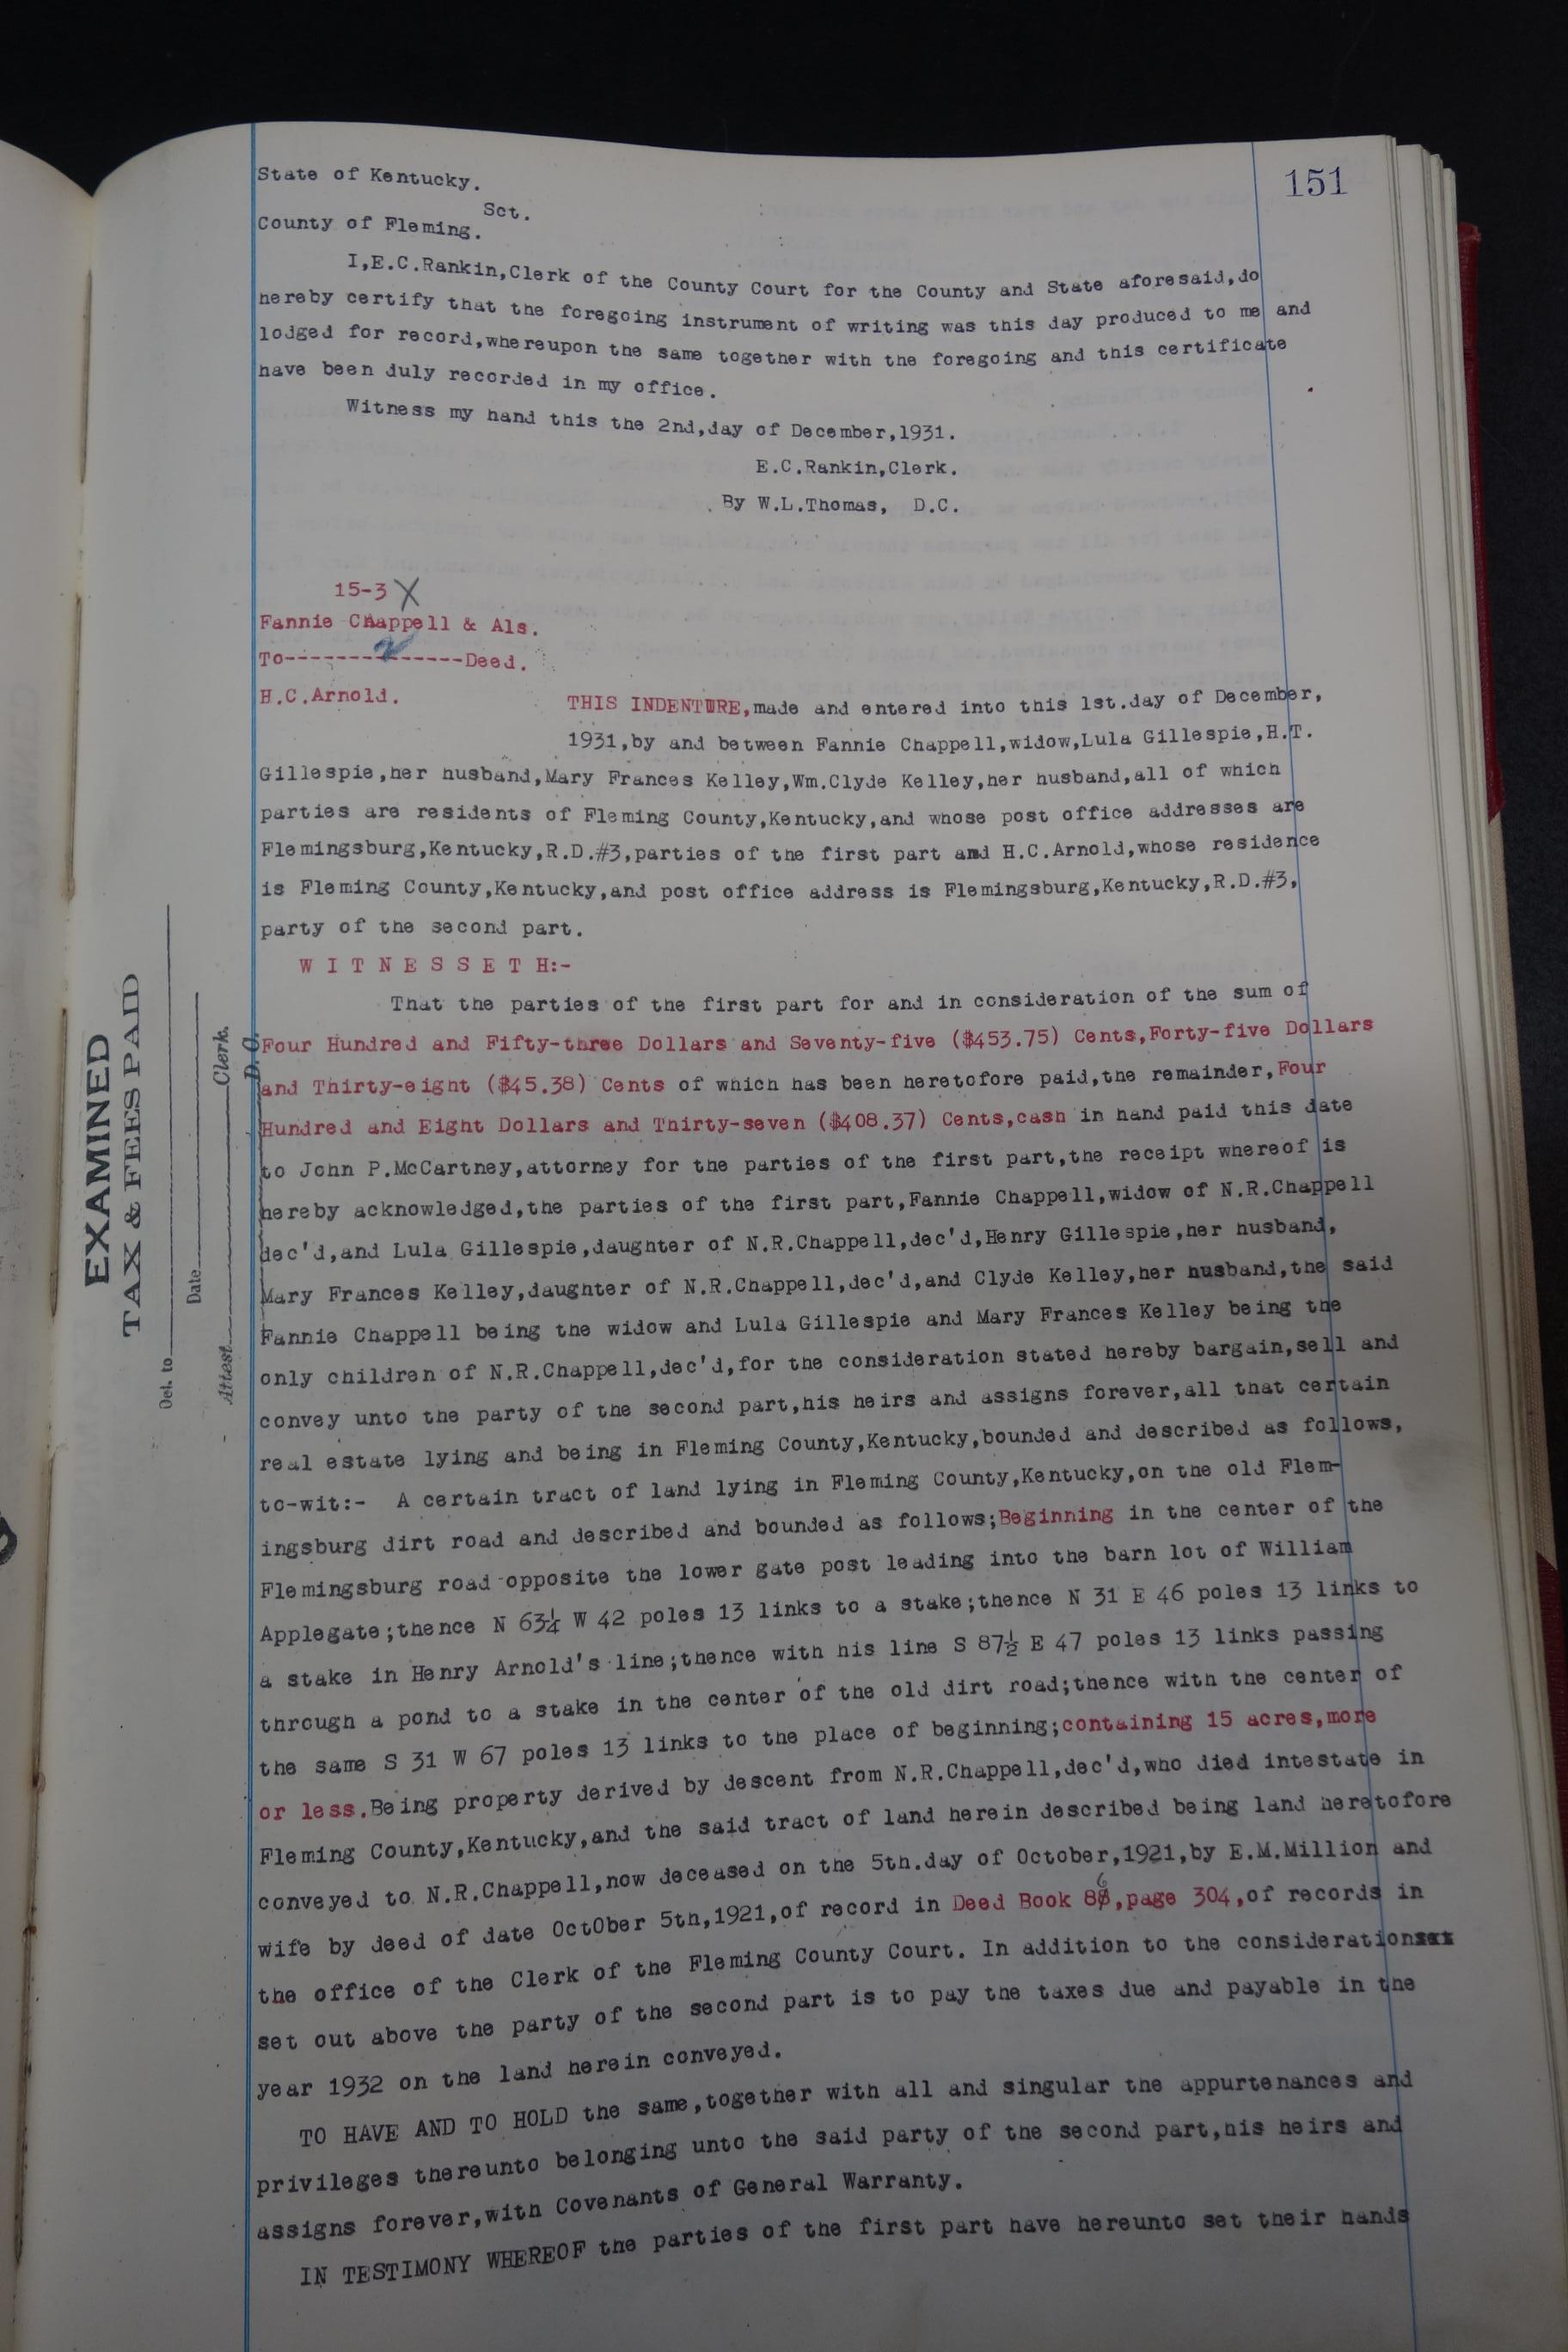 151
State of Kentucky.
Sct.
County of Fleming.
I,E.C.Rankin,Clerk of the County Court for the County and State aforesaid,do
hereby certify that the foregoing instrument of writing was this day produced to me and
lodged for record,whereupon the same together with the foregoing and this certificate
have been duly recorded in my office.
Witness my hand this the 2nd,day of December,1931.
E.C.Rankin,Clerk.
By W.L.Thomas, D.C.
15-3 X
Fannie Chappell & Als.
To--------------Deed.
H.C.Arnold.
THIS INDENTURE,made and entered into this 1st.day of December,
1931,by and between Fannie Chappell,widow,Lula Gillespie,H.T.
Gillespie,her husband,Mary Frances Kelley,Wm.Clyde Kelley,her husband,all of which
parties are residents of Fleming County,Kentucky,and whose post office addresses are
Flemingsburg,Kentucky,R.D.#3,parties of the first part and H.C.Arnold,whose residence
is Fleming County,Kentucky,and post office address is Flemingsburg,Kentucky,R.D.#3,
party of the second part.
W I T N E S S E T H:-
That the parties of the first part for and in consideration of the sum of
Four Hundred and Fifty-three Dollars and Seventy-five ($453.75) Cents,Forty-five Dollars
and Thirty-eight ($45.38) Cents of which has been heretofore paid,the remainder,Four
Hundred and Eight Dollars and Thirty-seven ($408.37) Cents,cash in hand paid this date
to John P.McCartney,attorney for the parties of the first part,the receipt whereof is
hereby acknowledged,the parties of the first part,Fannie Chappell,widow of N.R.Chappell
dec'd,and Lula Gillespie,daughter of N.R.Chappell,dec'd,Henry Gillespie,her husband,
Mary Frances Kelley,daughter of N.R.Chappell,dec'd,and Clyde Kelley,her husband,the said
Fannie Chappell being the widow and Lula Gillespie and Mary Frances Kelley being the
only children of N.R.Chappell,dec'd,for the consideration stated hereby bargain,sell and
convey unto the party of the second part,his heirs and assigns forever,all that certain
real estate lying and being in Fleming County,Kentucky,bounded and described as follows,
to-wit:- A certain tract of land lying in Fleming County,Kentucky,on the old Flem-
ingsburg dirt road and described and bounded as follows;Beginning in the center of the
Flemingsburg road opposite the lower gate post leading into the barn lot of William
Applegate;thence N 63¼ W 42 poles 13 links to a stake;thence N 31 E 46 poles 13 links to
a stake in Henry Arnold's line;thence with his line S 87½ E 47 poles 13 links passing
through a pond to a stake in the center of the old dirt road;thence with the center of
the same S 31 W 67 poles 13 links to the place of beginning;containing 15 acres,more
or less.Being property derived by descent from N.R.Chappell,dec'd,who died intestate in
Fleming County,Kentucky,and the said tract of land herein described being land heretofore
conveyed to N.R.Chappell,now deceased on the 5th.day of October,1921,by E.M.Million and
wife by deed of date OctOber 5th,1921,of record in Deed Book 86,page 304,of records in
the office of the Clerk of the Fleming County Court. In addition to the consideration
set out above the party of the second part is to pay the taxes due and payable in the
year 1932 on the land herein conveyed.
TO HAVE AND TO HOLD the same,together with all and singular the appurtenances and
privileges thereunto belonging unto the said party of the second part,his heirs and
assigns forever,with Covenants of General Warranty.
IN TESTIMONY WHEREOF the parties of the first part have hereunto set their hands
EXAMINED
TAX & FEES PAID
Del. to
Date
Attest Clerk.
D.C.